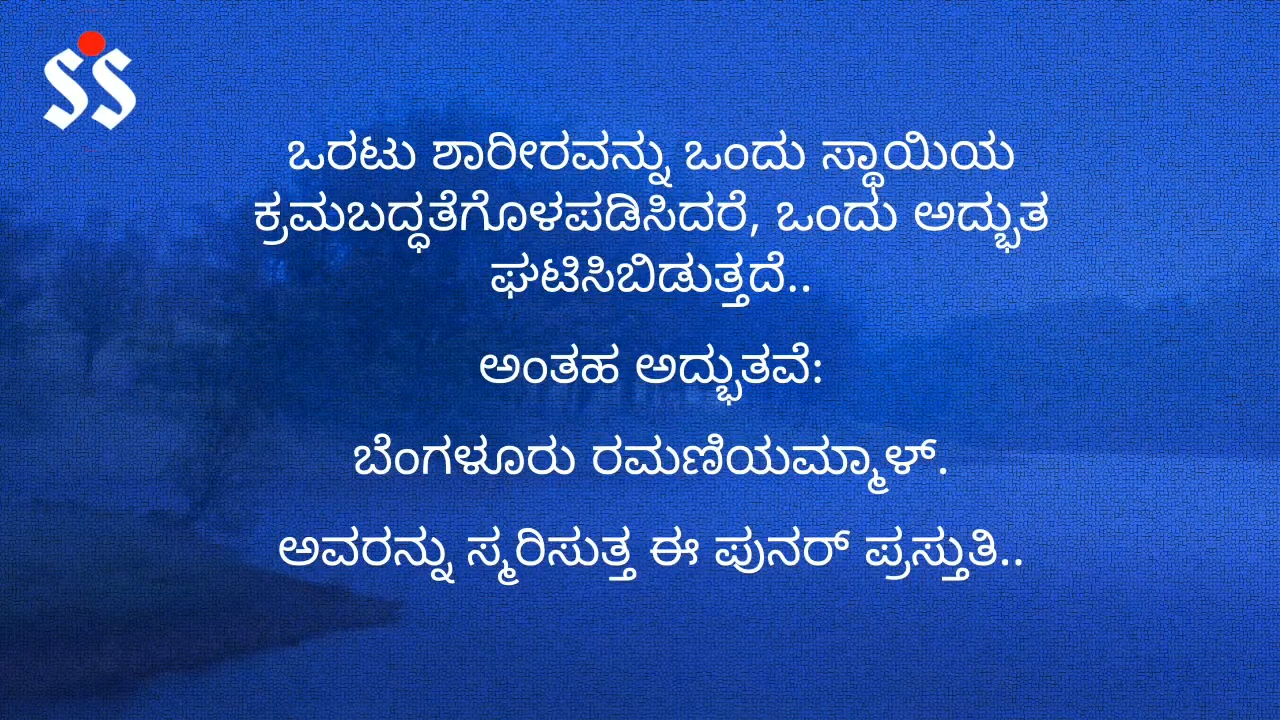 SS
ಒರಟು ಶಾರೀರವನ್ನು ಒಂದು ಸ್ಥಾಯಿಯ
ಕ್ರಮಬದ್ಧತೆಗೊಳಪಡಿಸಿದರೆ, ಒಂದು ಅದ್ಭುತ
ಘಟಿಸಿಬಿಡುತ್ತದೆ..
ಅಂತಹ ಅದ್ಭುತವೆ:
ಬೆಂಗಳೂರು ರಮಣಿಯಮ್ಮಾಳ್.
ಅವರನ್ನು ಸ್ಮರಿಸುತ್ತ ಈ ಪುನರ್ ಪ್ರಸ್ತುತಿ..